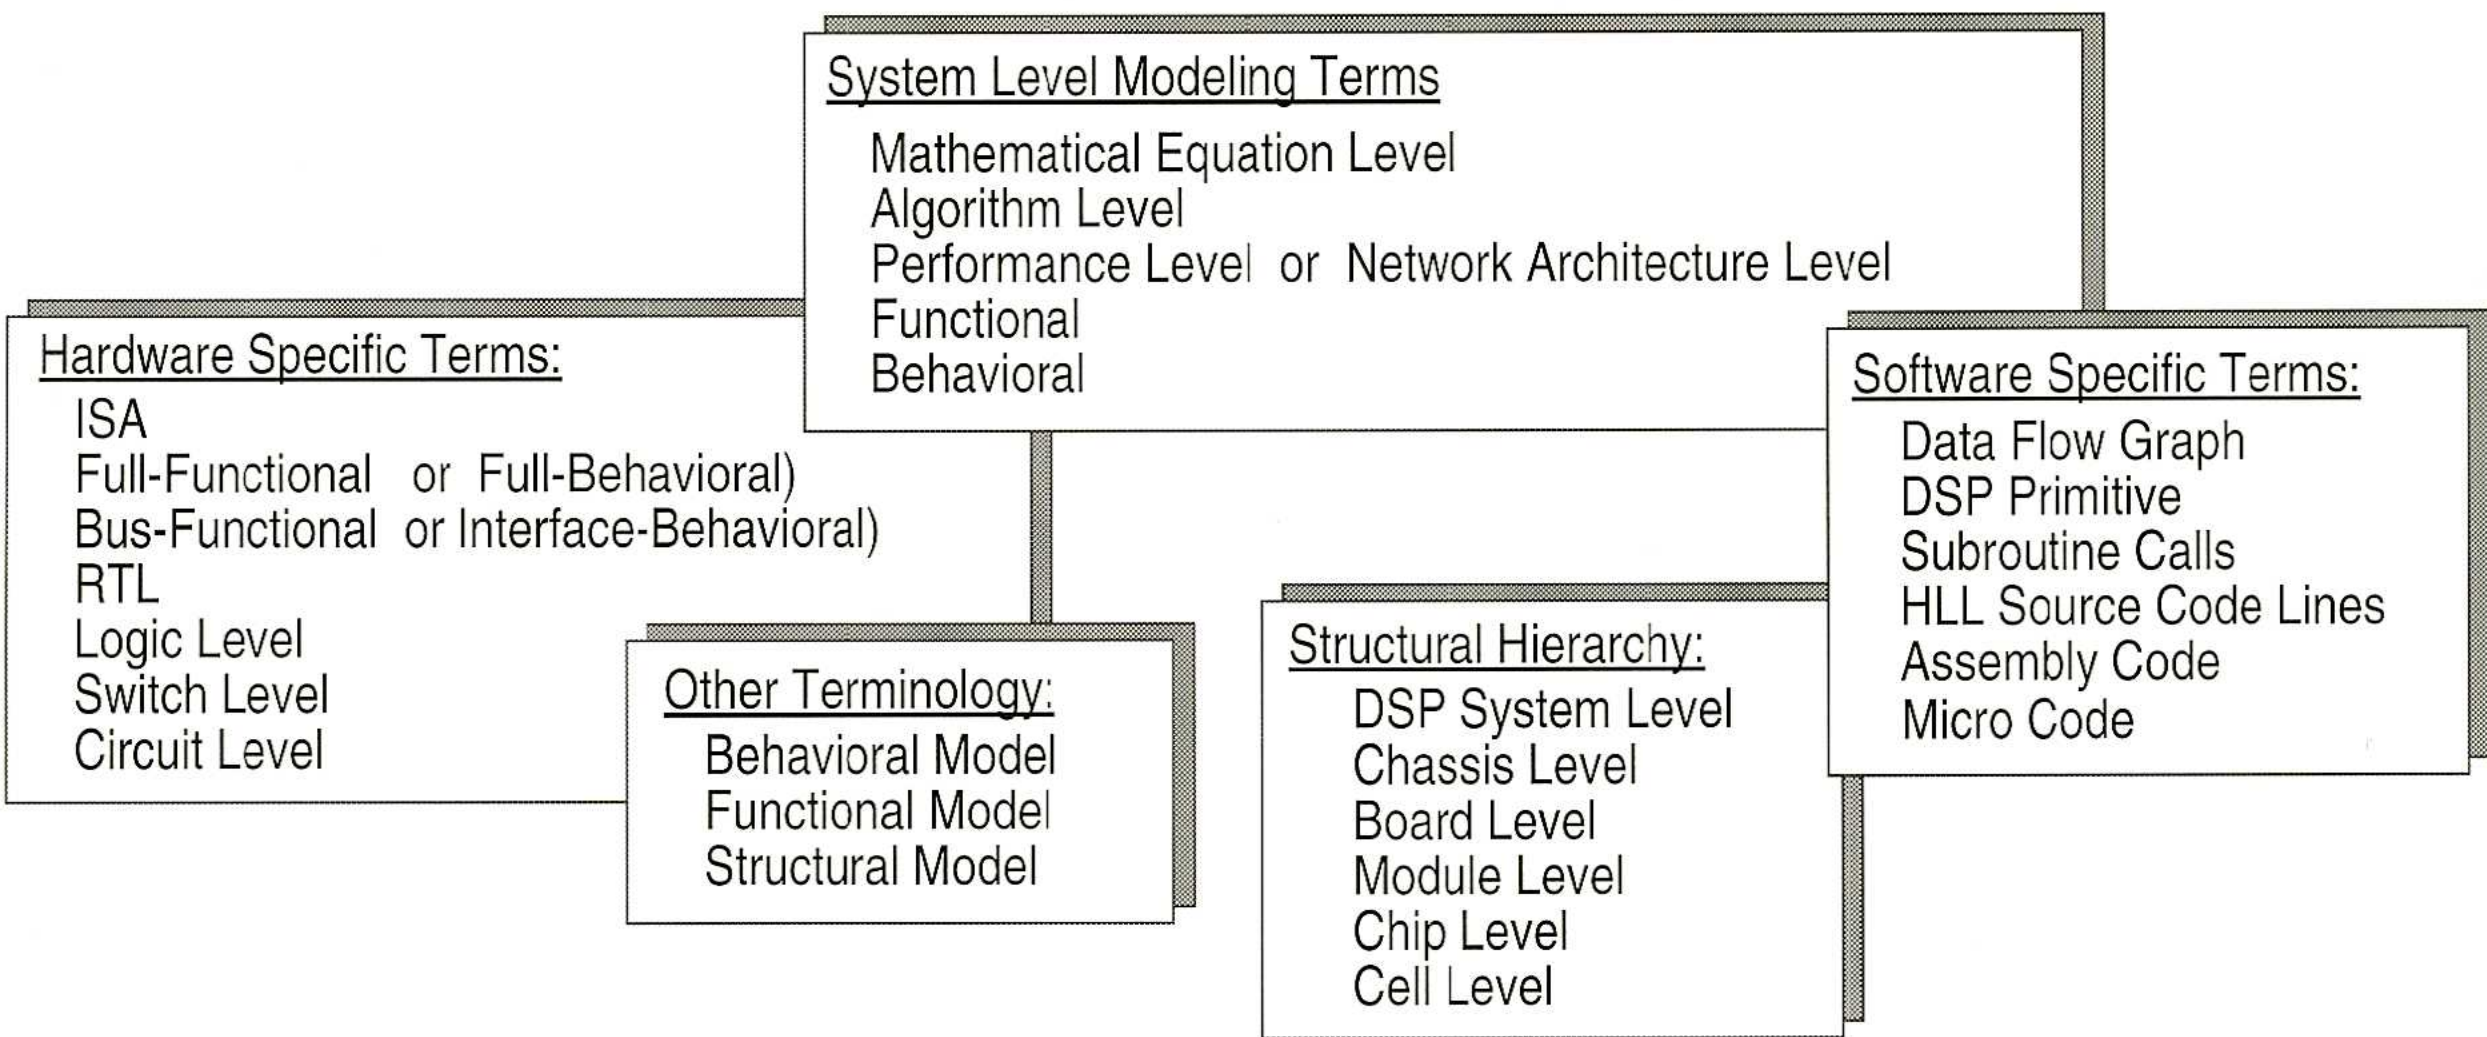 System Level Modeling Terms
Mathematical Equation Level
Algorithm Level
Performance Level or Network Architecture Level
Functional
Behavioral
Hardware Specific Terms:
ISA
Full-Functional or Full-Behavioral)
Bus-Functional or Interface-Behavioral)
RTL
Logic Level
Switch Level
Circuit Level
Other Terminology:
Behavioral Model
Functional Model
Structural Model
Structural Hierarchy:
DSP System Level
Chassis Level
Board Level
Module Level
Chip Level
Cell Level
Software Specific Terms:
Data Flow Graph
DSP Primitive
Subroutine Calls
HLL Source Code Lines
Assembly Code
Micro Code